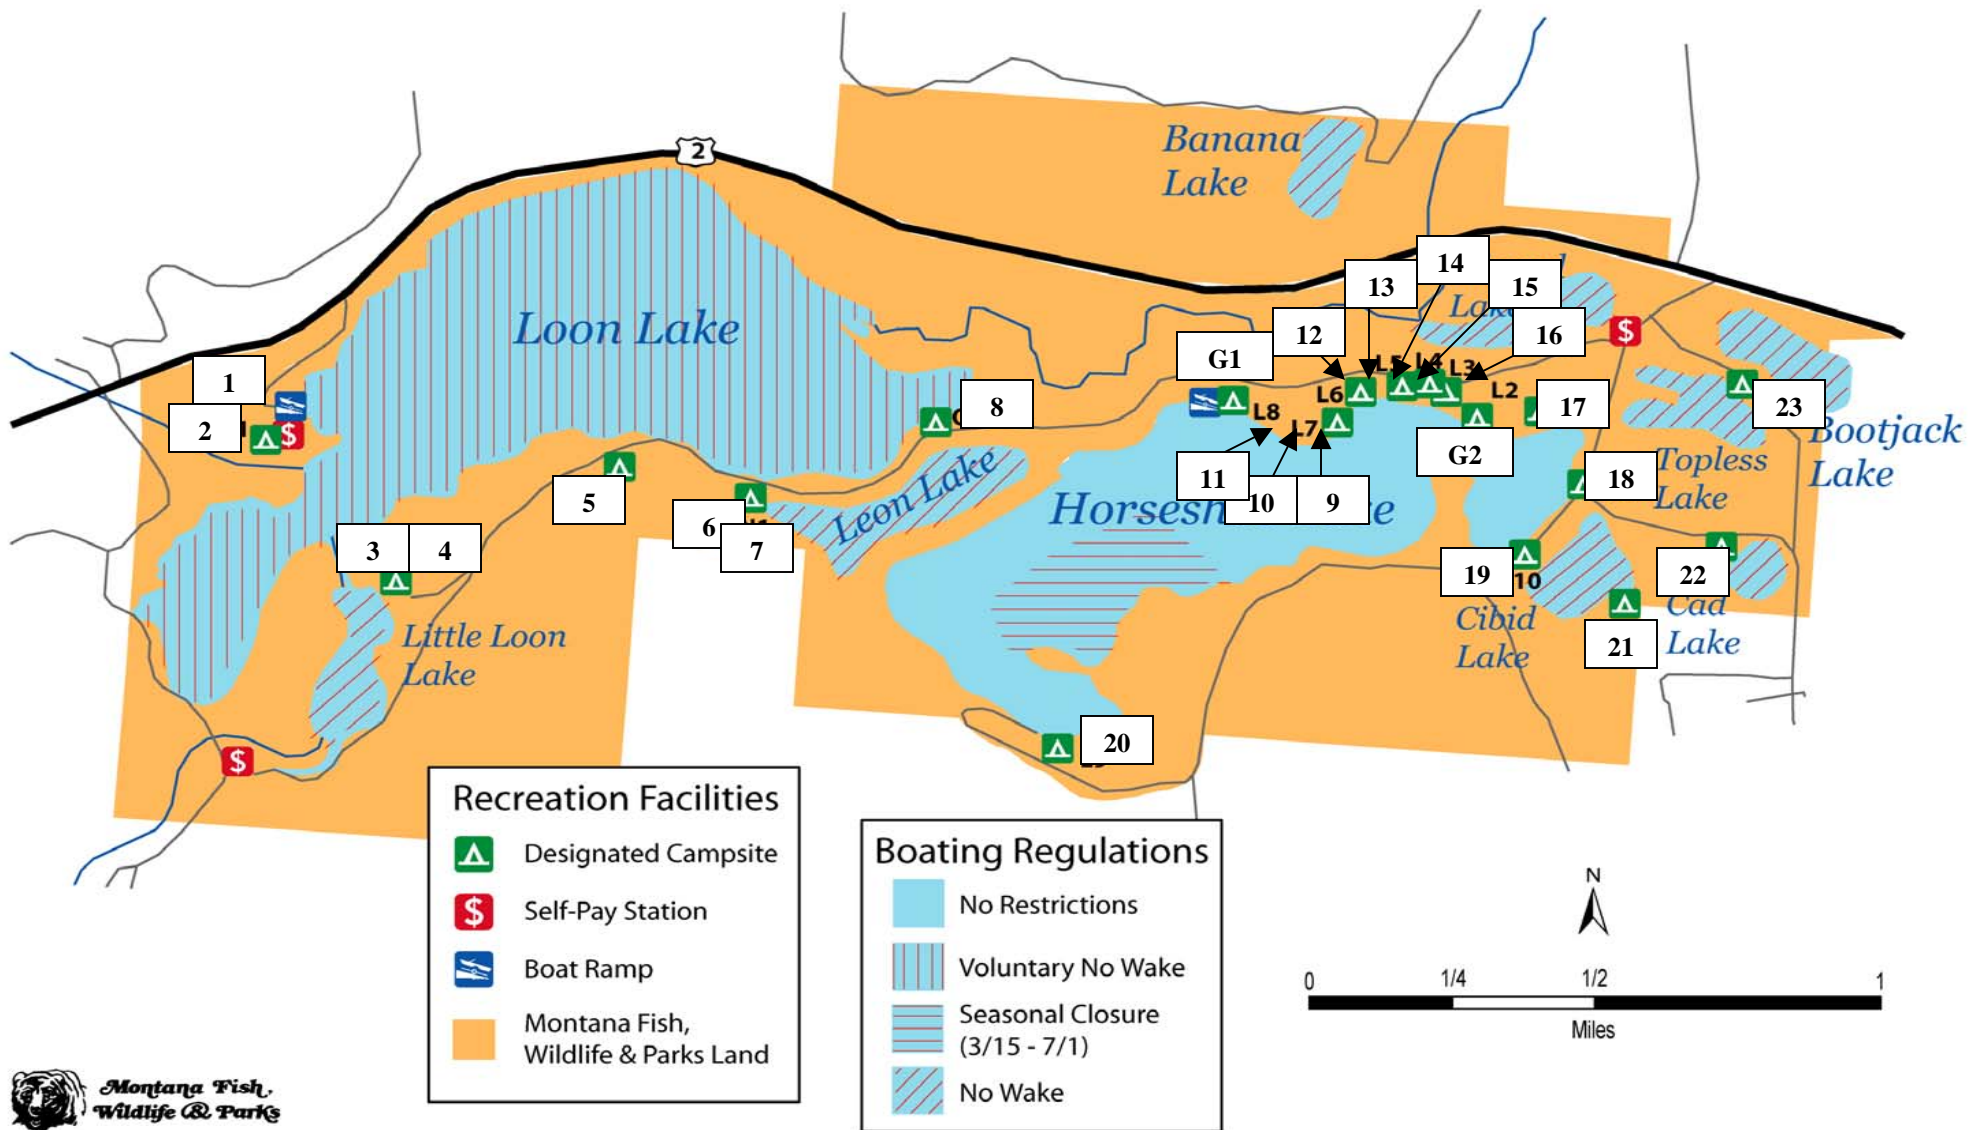 2
Banana
Lake
Loon Lake
14
13
15
Lake
12
16
G1
L5
L4
L3
L6
L2
1
2
L8
L7
8
17
23
G2
Bootjack
Lake
11
10
9
18
Topless
Lake
5
6
7
Leon Lake
Horsesh
e
3
4
19
10
22
Cibid
Lake
Cad
Lake
21
Little Loon
Lake
20
$
Recreation Facilities
Designated Campsite
$ Self-Pay Station
Boat Ramp
Montana Fish,
Wildlife & Parks Land
Boating Regulations
No Restrictions
Voluntary No Wake
Seasonal Closure
(3/15 - 7/1)
No Wake
N
0 1/4 1/2 1
Miles
Montana Fish,
Wildlife & Parks